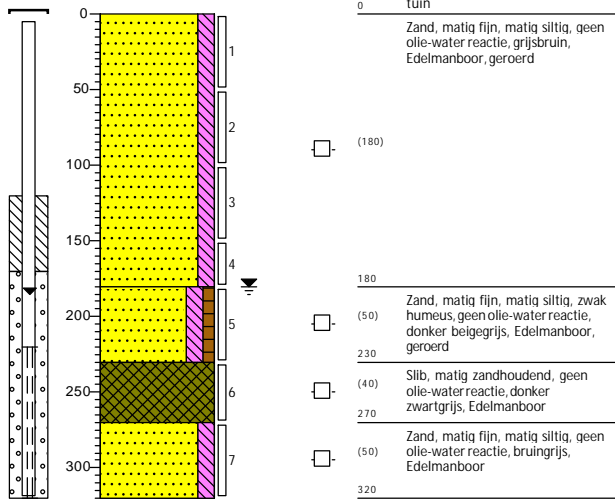 0
50
100
150
200
250
300
1
2
3
4
5
6
7
0
tuin
Zand, matig fijn, matig siltig, geen
olie-water reactie, grijsbruin,
Edelmanboor, geroerd
(180)
180
Zand, matig fijn, matig siltig, zwak
humeus, geen olie-water reactie,
donker beigegrijs, Edelmanboor,
geroerd
(50)
230
Slib, matig zandhoudend, geen
olie-water reactie, donker
zwartgrijs, Edelmanboor
(40)
270
Zand, matig fijn, matig siltig, geen
olie-water reactie, bruingrijs,
Edelmanboor
(50)
320